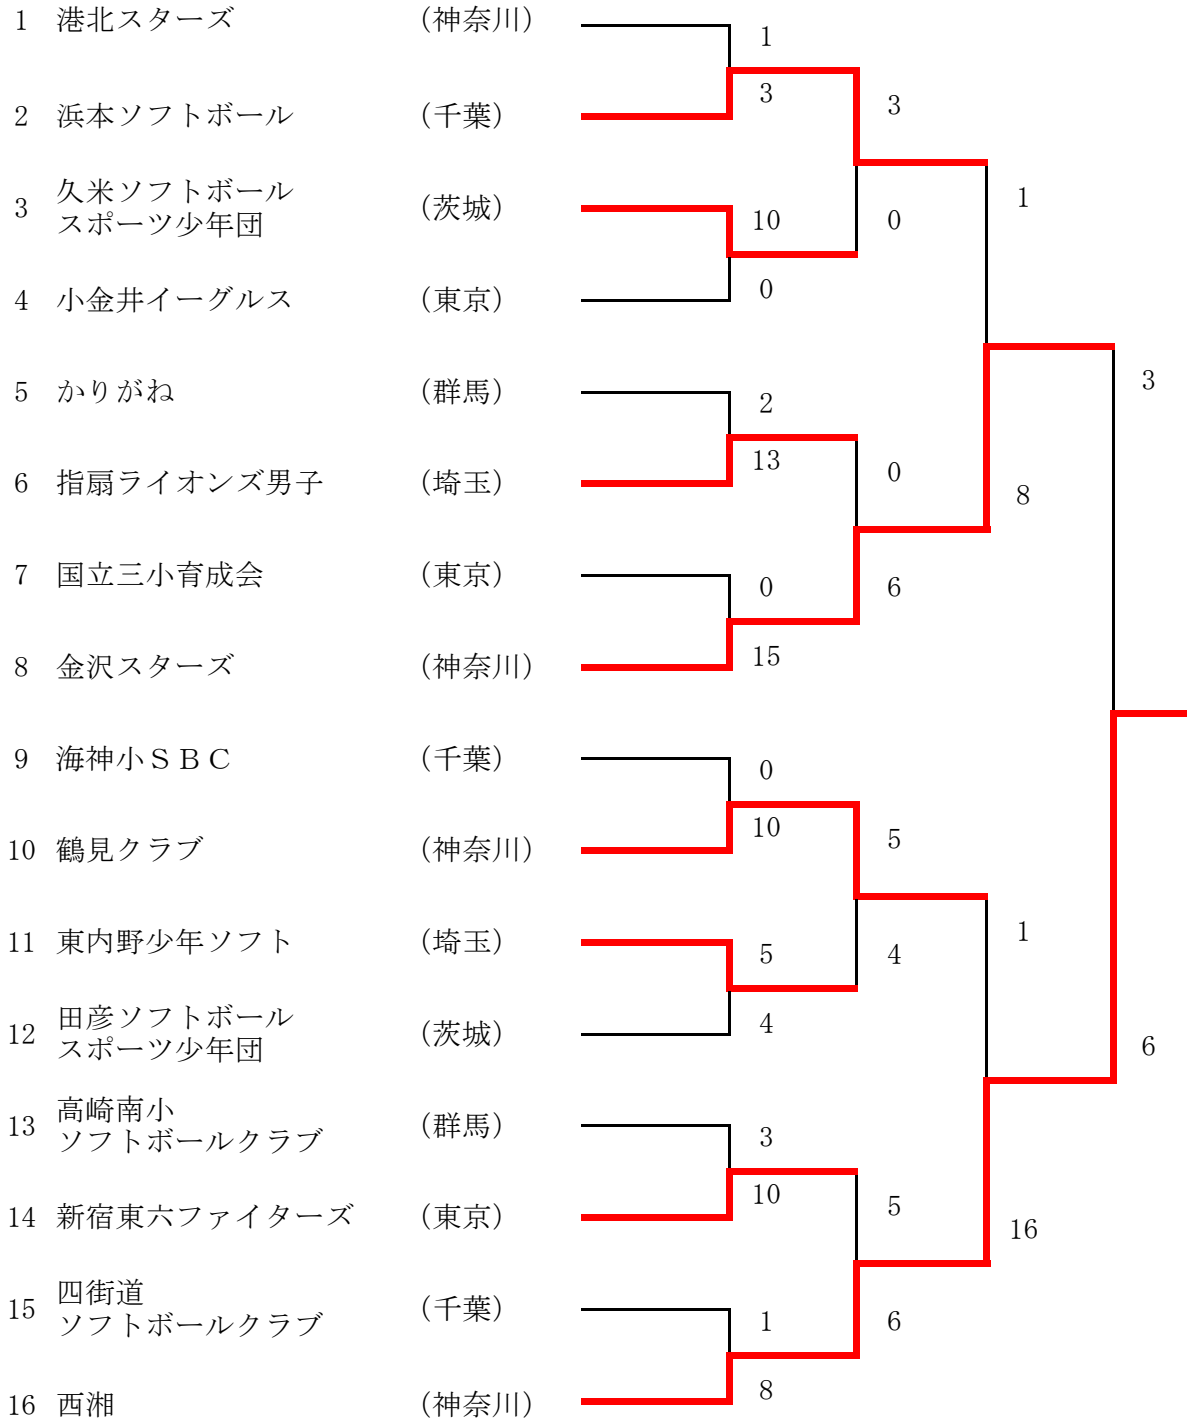 1 港北スターズ (神奈川)
1
3
2 浜本ソフトボール (千葉)
3
3 久米ソフトボール
スポーツ少年団 (茨城)
1
10
0
0
4 小金井イーグルス (東京)
5 かりがね (群馬)
2
3
6 指扇ライオンズ男子 (埼玉)
13
0
8
7 国立三小育成会 (東京)
0
6
8 金沢スターズ (神奈川)
15
9 海神小ＳＢＣ (千葉)
0
10 鶴見クラブ (神奈川)
10
5
11 東内野少年ソフト (埼玉)
5
4
1
12 田彦ソフトボール
スポーツ少年団 (茨城)
4
6
13 高崎南小
ソフトボールクラブ (群馬)
3
14 新宿東六ファイターズ (東京)
10
5
16
15 四街道
ソフトボールクラブ (千葉)
1
6
16 西湘 (神奈川)
8